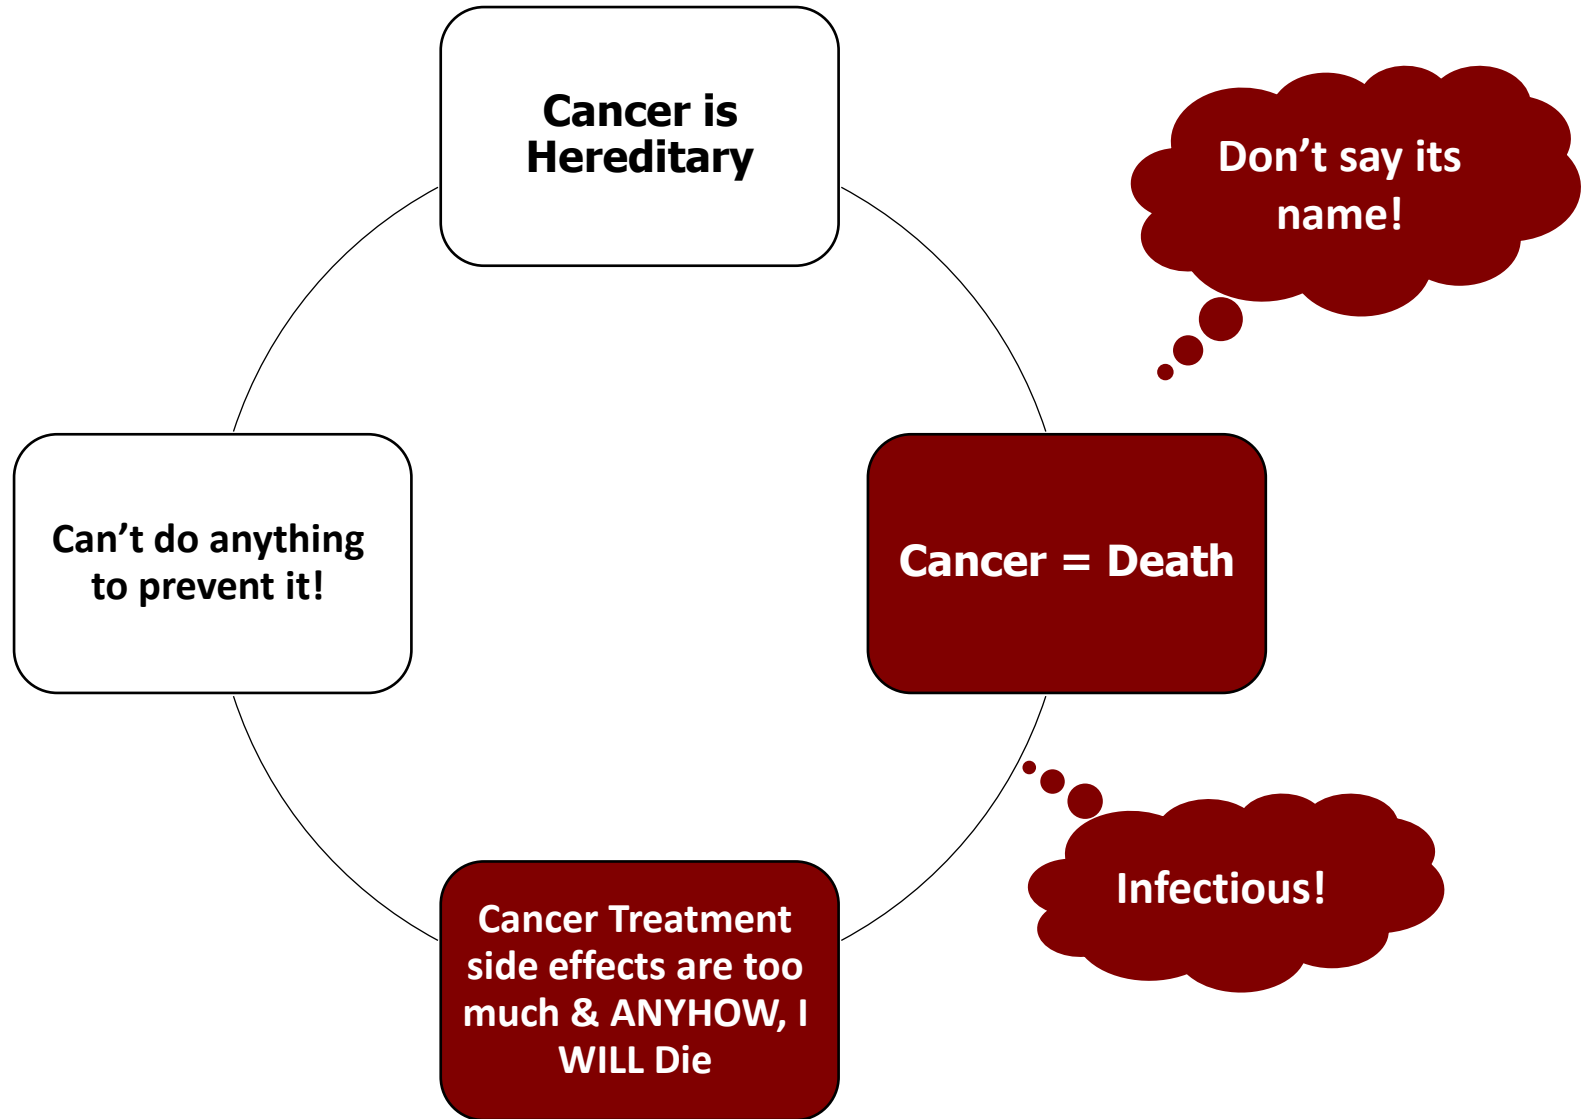 Cancer is
Hereditary
Don’t say its
name!
Can’t do anything
to prevent it!
Cancer = Death
Infectious!
Cancer Treatment
side effects are too
much & ANYHOW, I
WILL Die